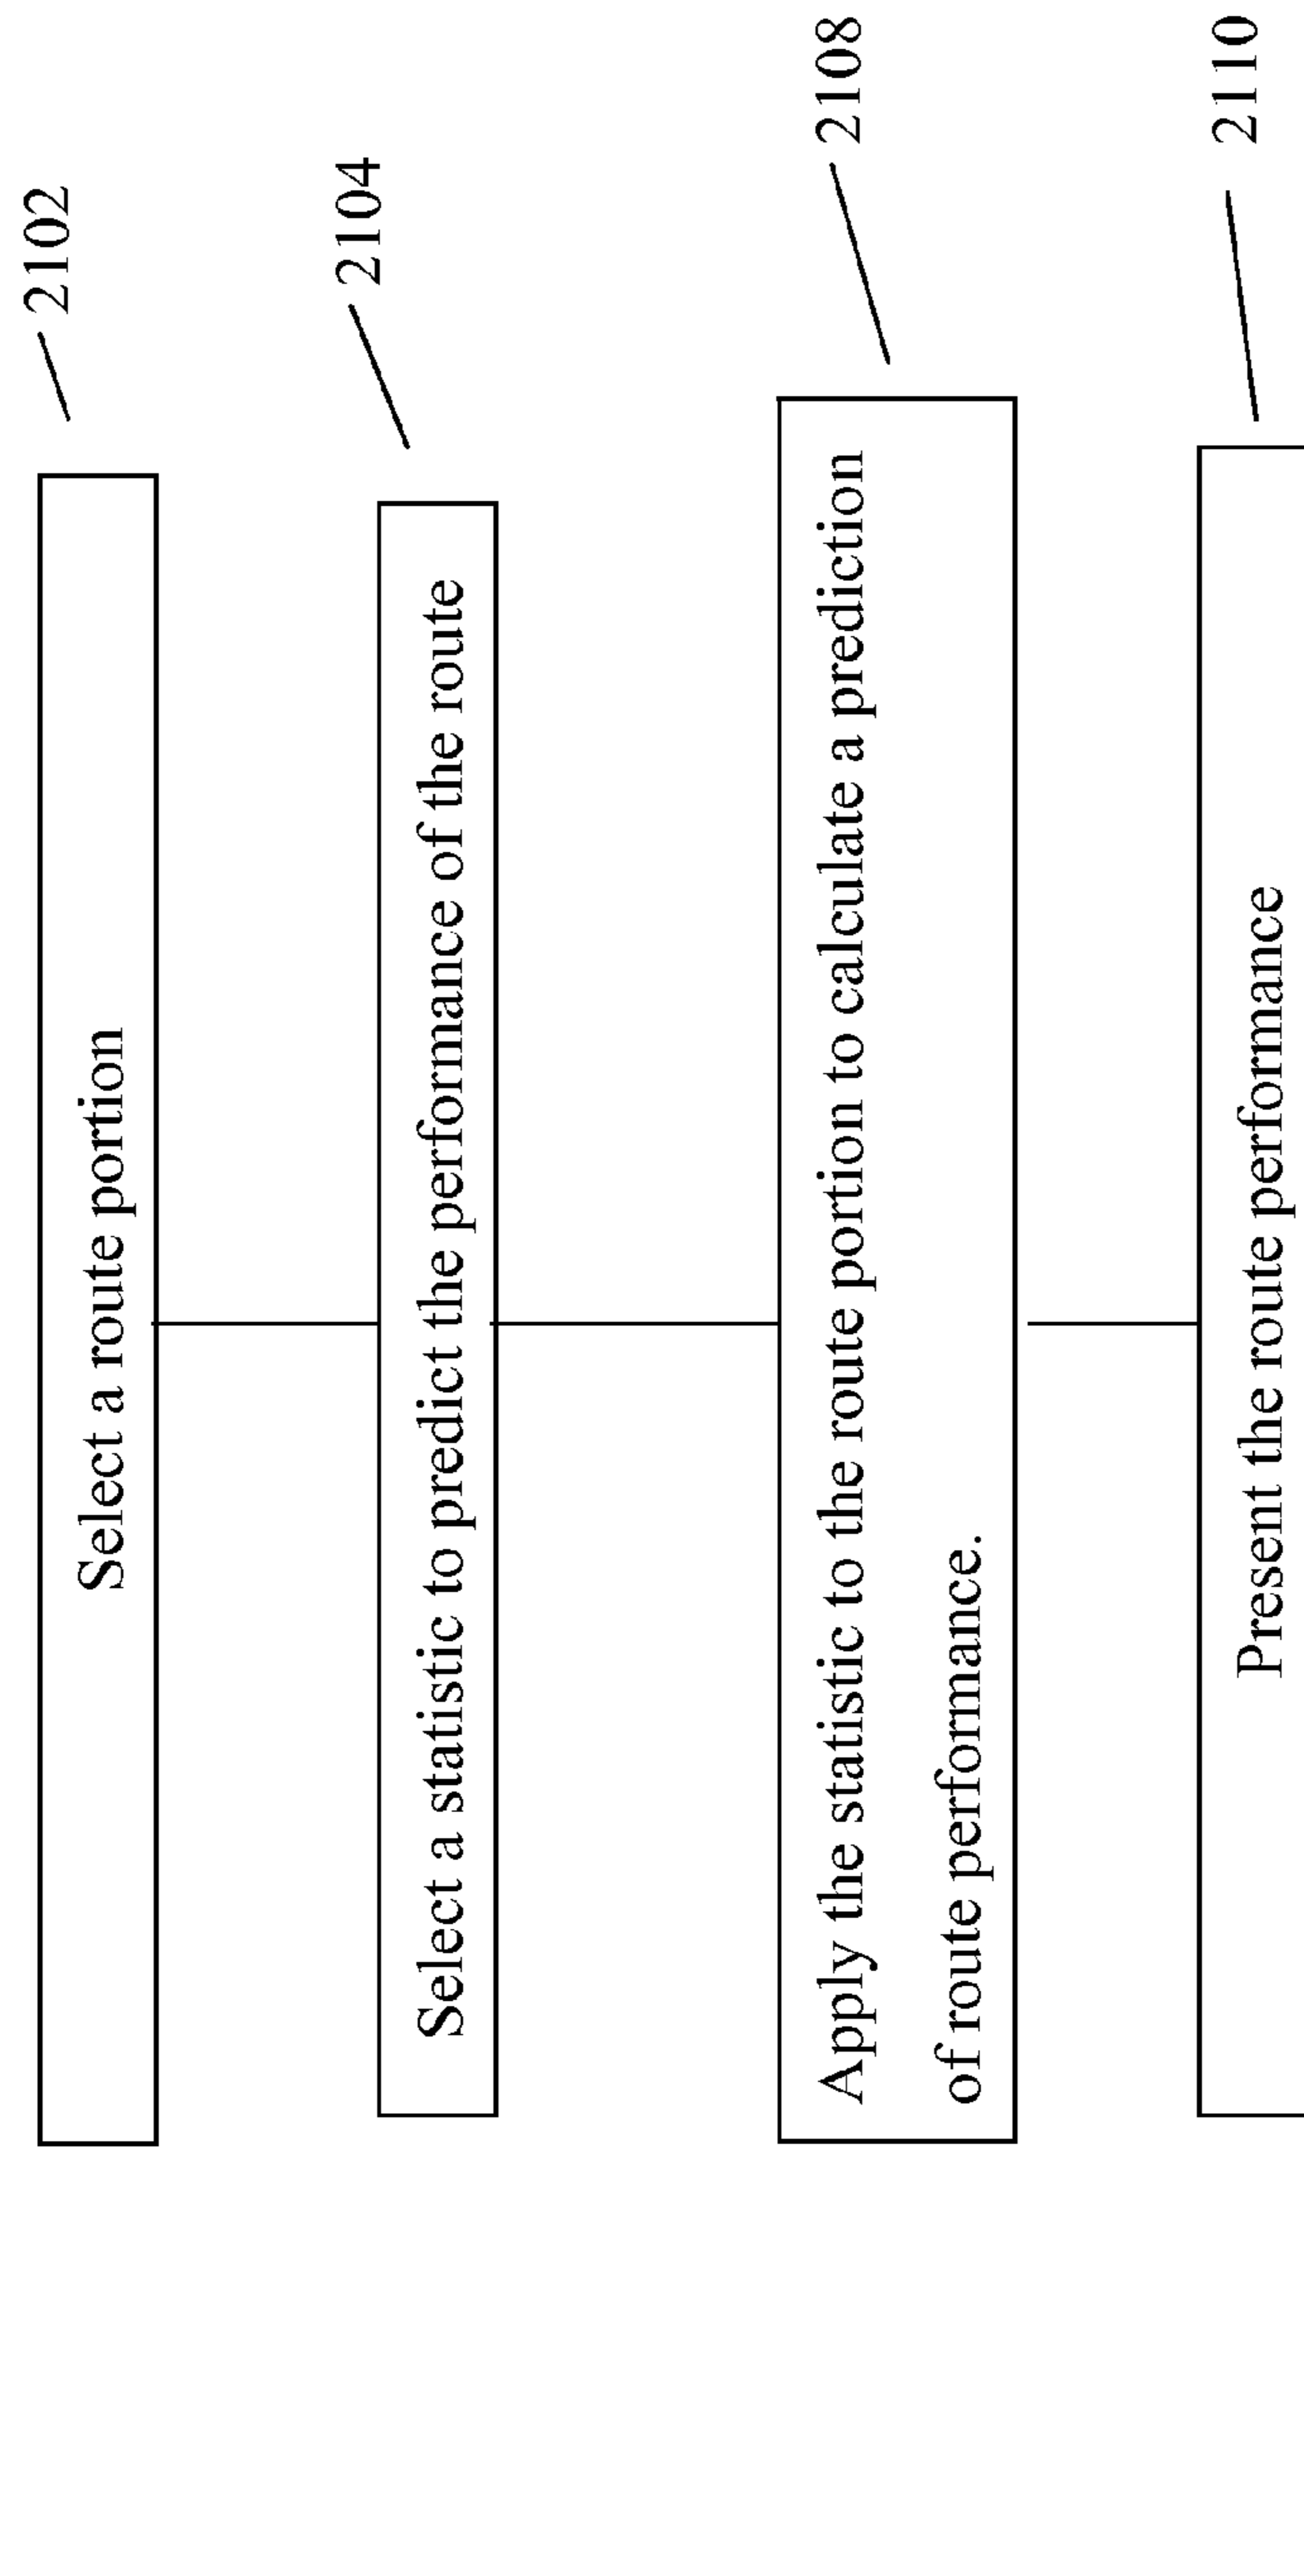 Select a route portion
2102
Select a statistic to predict the performance of the route
2104
Apply the statistic to the route portion to calculate a prediction
of route performance.
2108
Present the route performance
2110